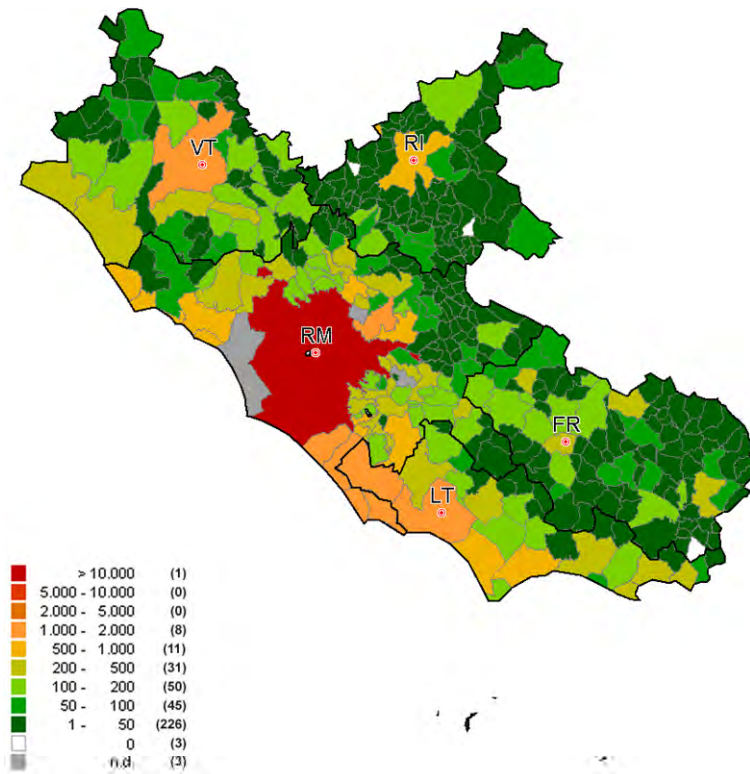 VT
RI
RM
FR
LT
> 10.000 (1)
5.000 - 10.000 (0)
2.000 - 5.000 (0)
1.000 - 2.000 (8)
500 - 1.000 (11)
200 - 500 (31)
100 - 200 (50)
50 - 100 (45)
1 - 50 (226)
0 (3)
n.d (3)